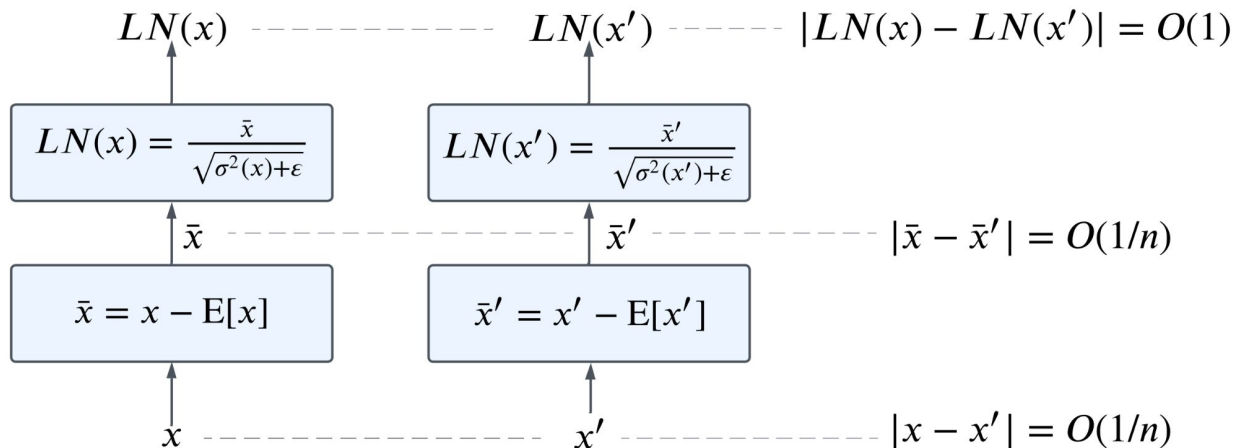 LN(x) LN(x′) |LN(x) − LN(x′)| = O(1)
LN(x) = x̄ / √(σ²(x)+ε) LN(x′) = x̄′ / √(σ²(x′)+ε)
x̄ x̄′ |x̄ − x̄′| = O(1/n)
x̄ = x − E[x] x̄′ = x′ − E[x′]
x x′ |x − x′| = O(1/n)